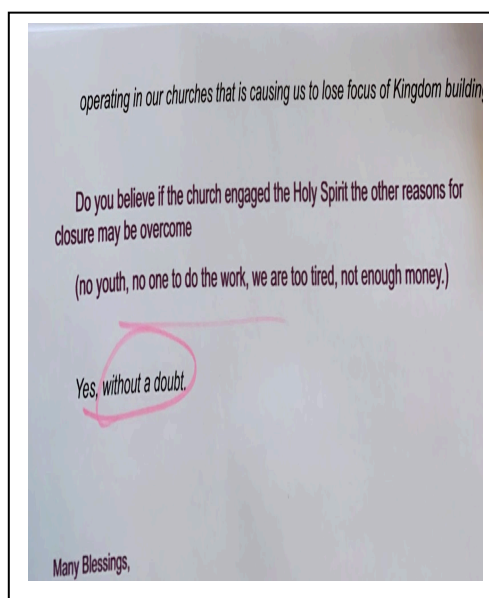 operating in our churches that is causing us to lose focus of Kingdom buildin
Do you believe if the church engaged the Holy Spirit the other reasons for
closure may be overcome
(no youth, no one to do the work, we are too tired, not enough money.)
Yes, without a doubt.
Many Blessings,